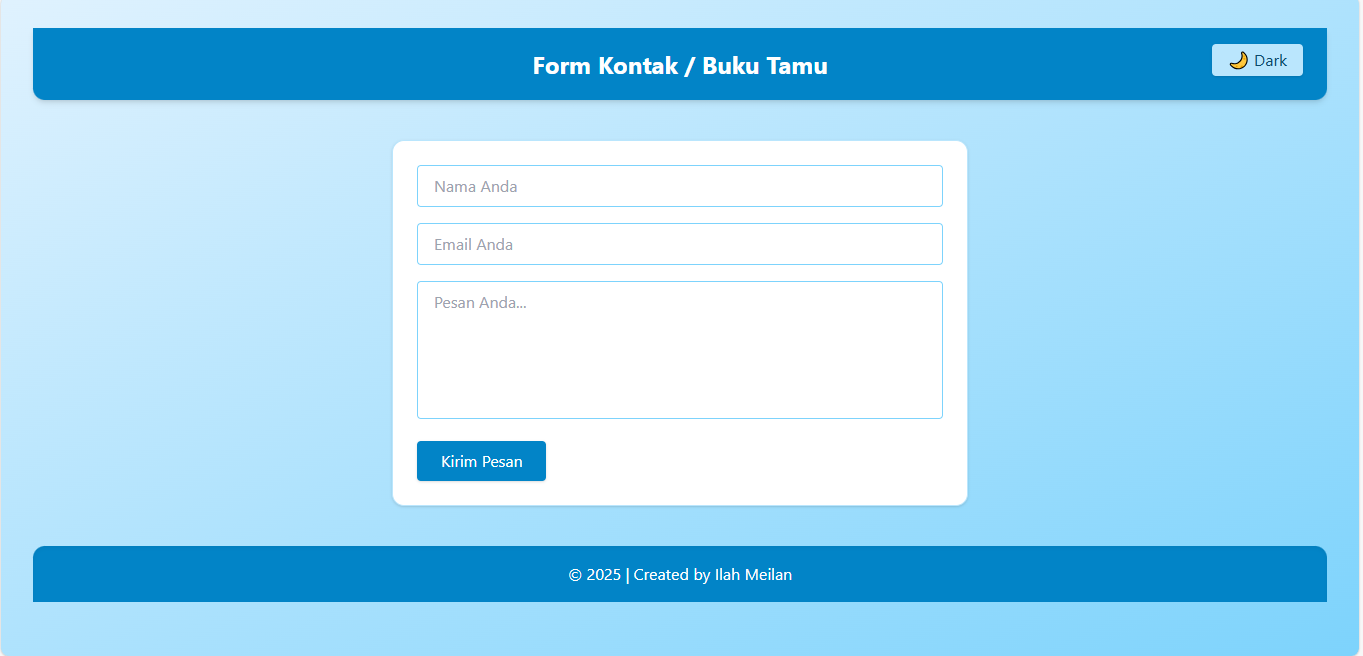 Form Kontak / Buku Tamu
🌙 Dark
Nama Anda
Email Anda
Pesan Anda...
Kirim Pesan
© 2025 | Created by Ilah Meilan